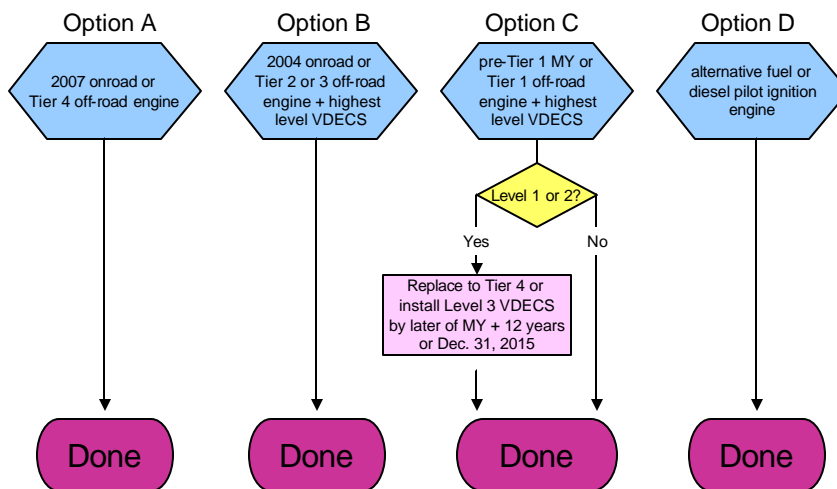 Option A
Option B
Option C
Option D
2007 onroad or
Tier 4 off-road engine
2004 onroad or
Tier 2 or 3 off-road
engine + highest
level VDECS
pre-Tier 1 MY or
Tier 1 off-road
engine + highest
level VDECS
alternative fuel or
diesel pilot ignition
engine
Level 1 or 2?
Yes
No
Replace to Tier 4 or
install Level 3 VDECS
by later of MY + 12 years
or Dec. 31, 2015
Done
Done
Done
Done